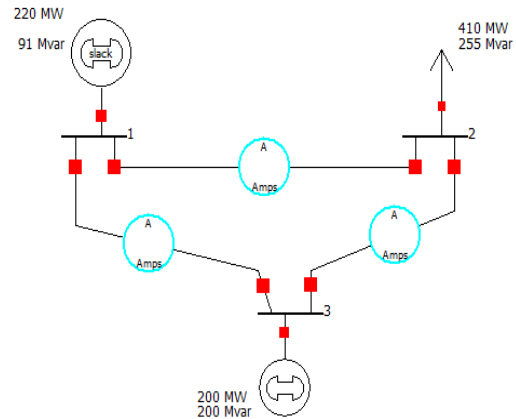 220 MW
91 Mvar
slack
1
410 MW
255 Mvar
2
A
Amps
A
Amps
A
Amps
3
200 MW
200 Mvar